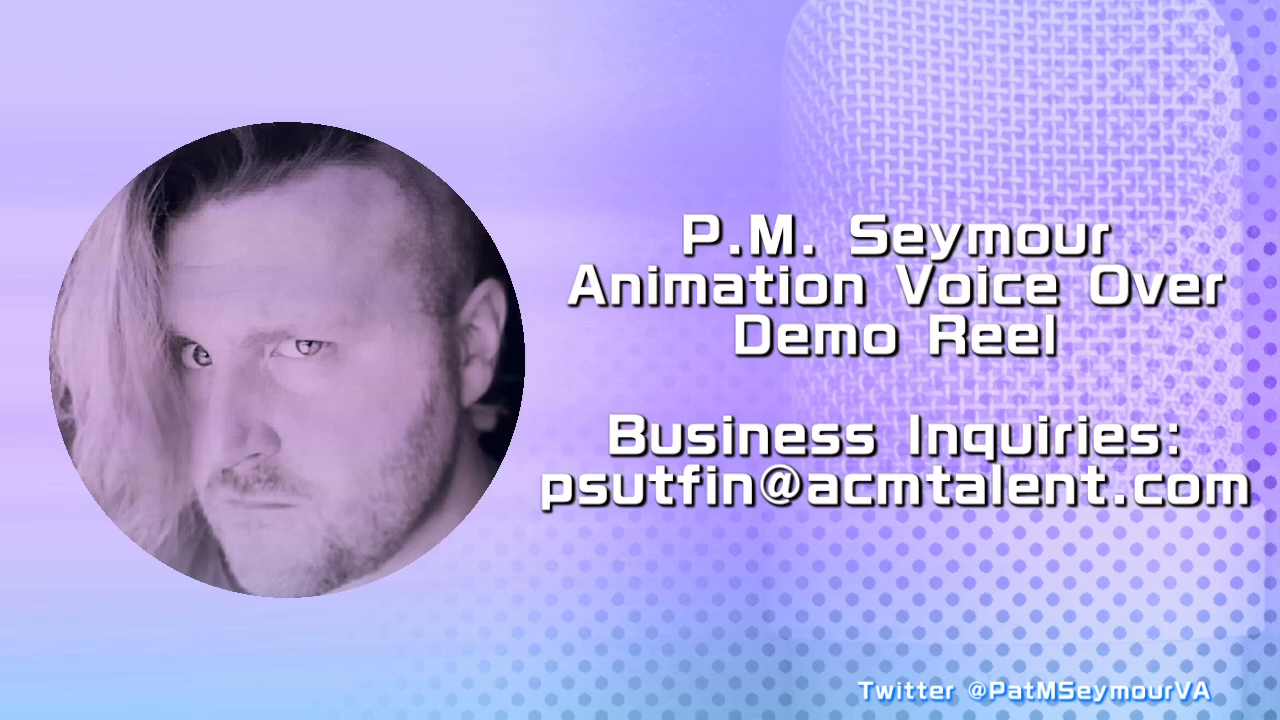 P.M. Seymour
Animation Voice Over
Demo Reel
Business Inquiries:
psutfin@acmtalent.com
Twitter @PatMSeymourVA